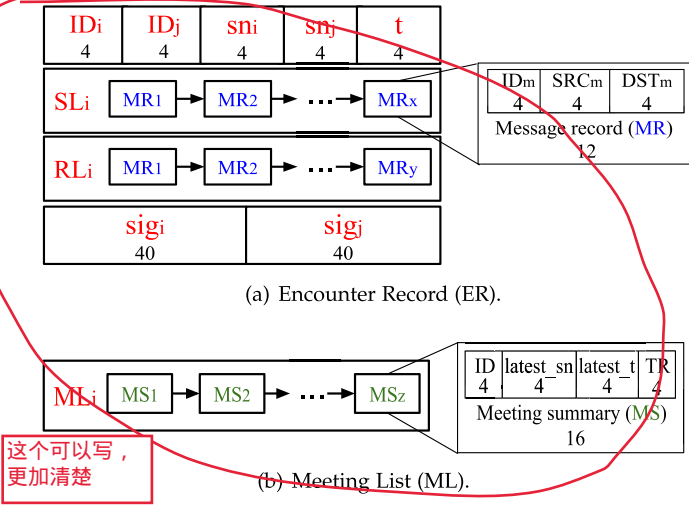 IDi IDj sni snj t
4 4 4 4 4
SLi MR1 MR2 ... MRx
IDm SRCm DSTm
4 4 4
Message record (MR)
12
RLi MR1 MR2 ... MRy
sigi sigj
40 40
(a) Encounter Record (ER).
MLi MS1 MS2 ... MSz
ID latest_sn latest_t TR
4 4 4 4
Meeting summary (MS)
16
这个可以写，
更加清楚
(b) Meeting List (ML).